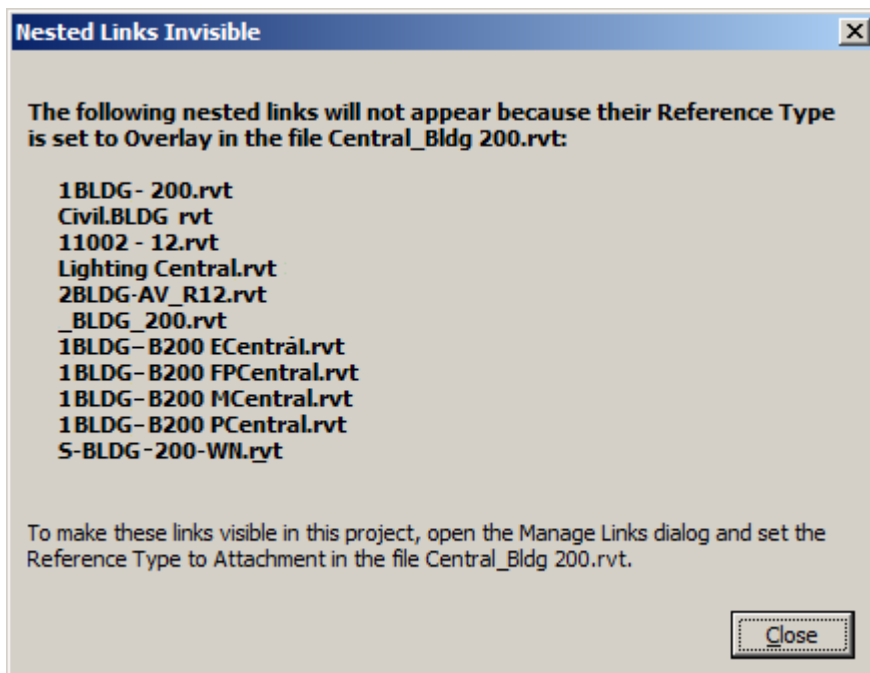 Nested Links Invisible
The following nested links will not appear because their Reference Type
is set to Overlay in the file Central_Bldg 200.rvt:
1BLDG- 200.rvt
Civil.BLDG rvt
11002 - 12.rvt
Lighting Central.rvt
2BLDG-AV_R12.rvt
_BLDG_200.rvt
1BLDG–B200 ECentral.rvt
1BLDG–B200 FPCentral.rvt
1BLDG–B200 MCentral.rvt
1BLDG–B200 PCentral.rvt
S-BLDG-200-WN.rvt
To make these links visible in this project, open the Manage Links dialog and set the
Reference Type to Attachment in the file Central_Bldg 200.rvt.
Close